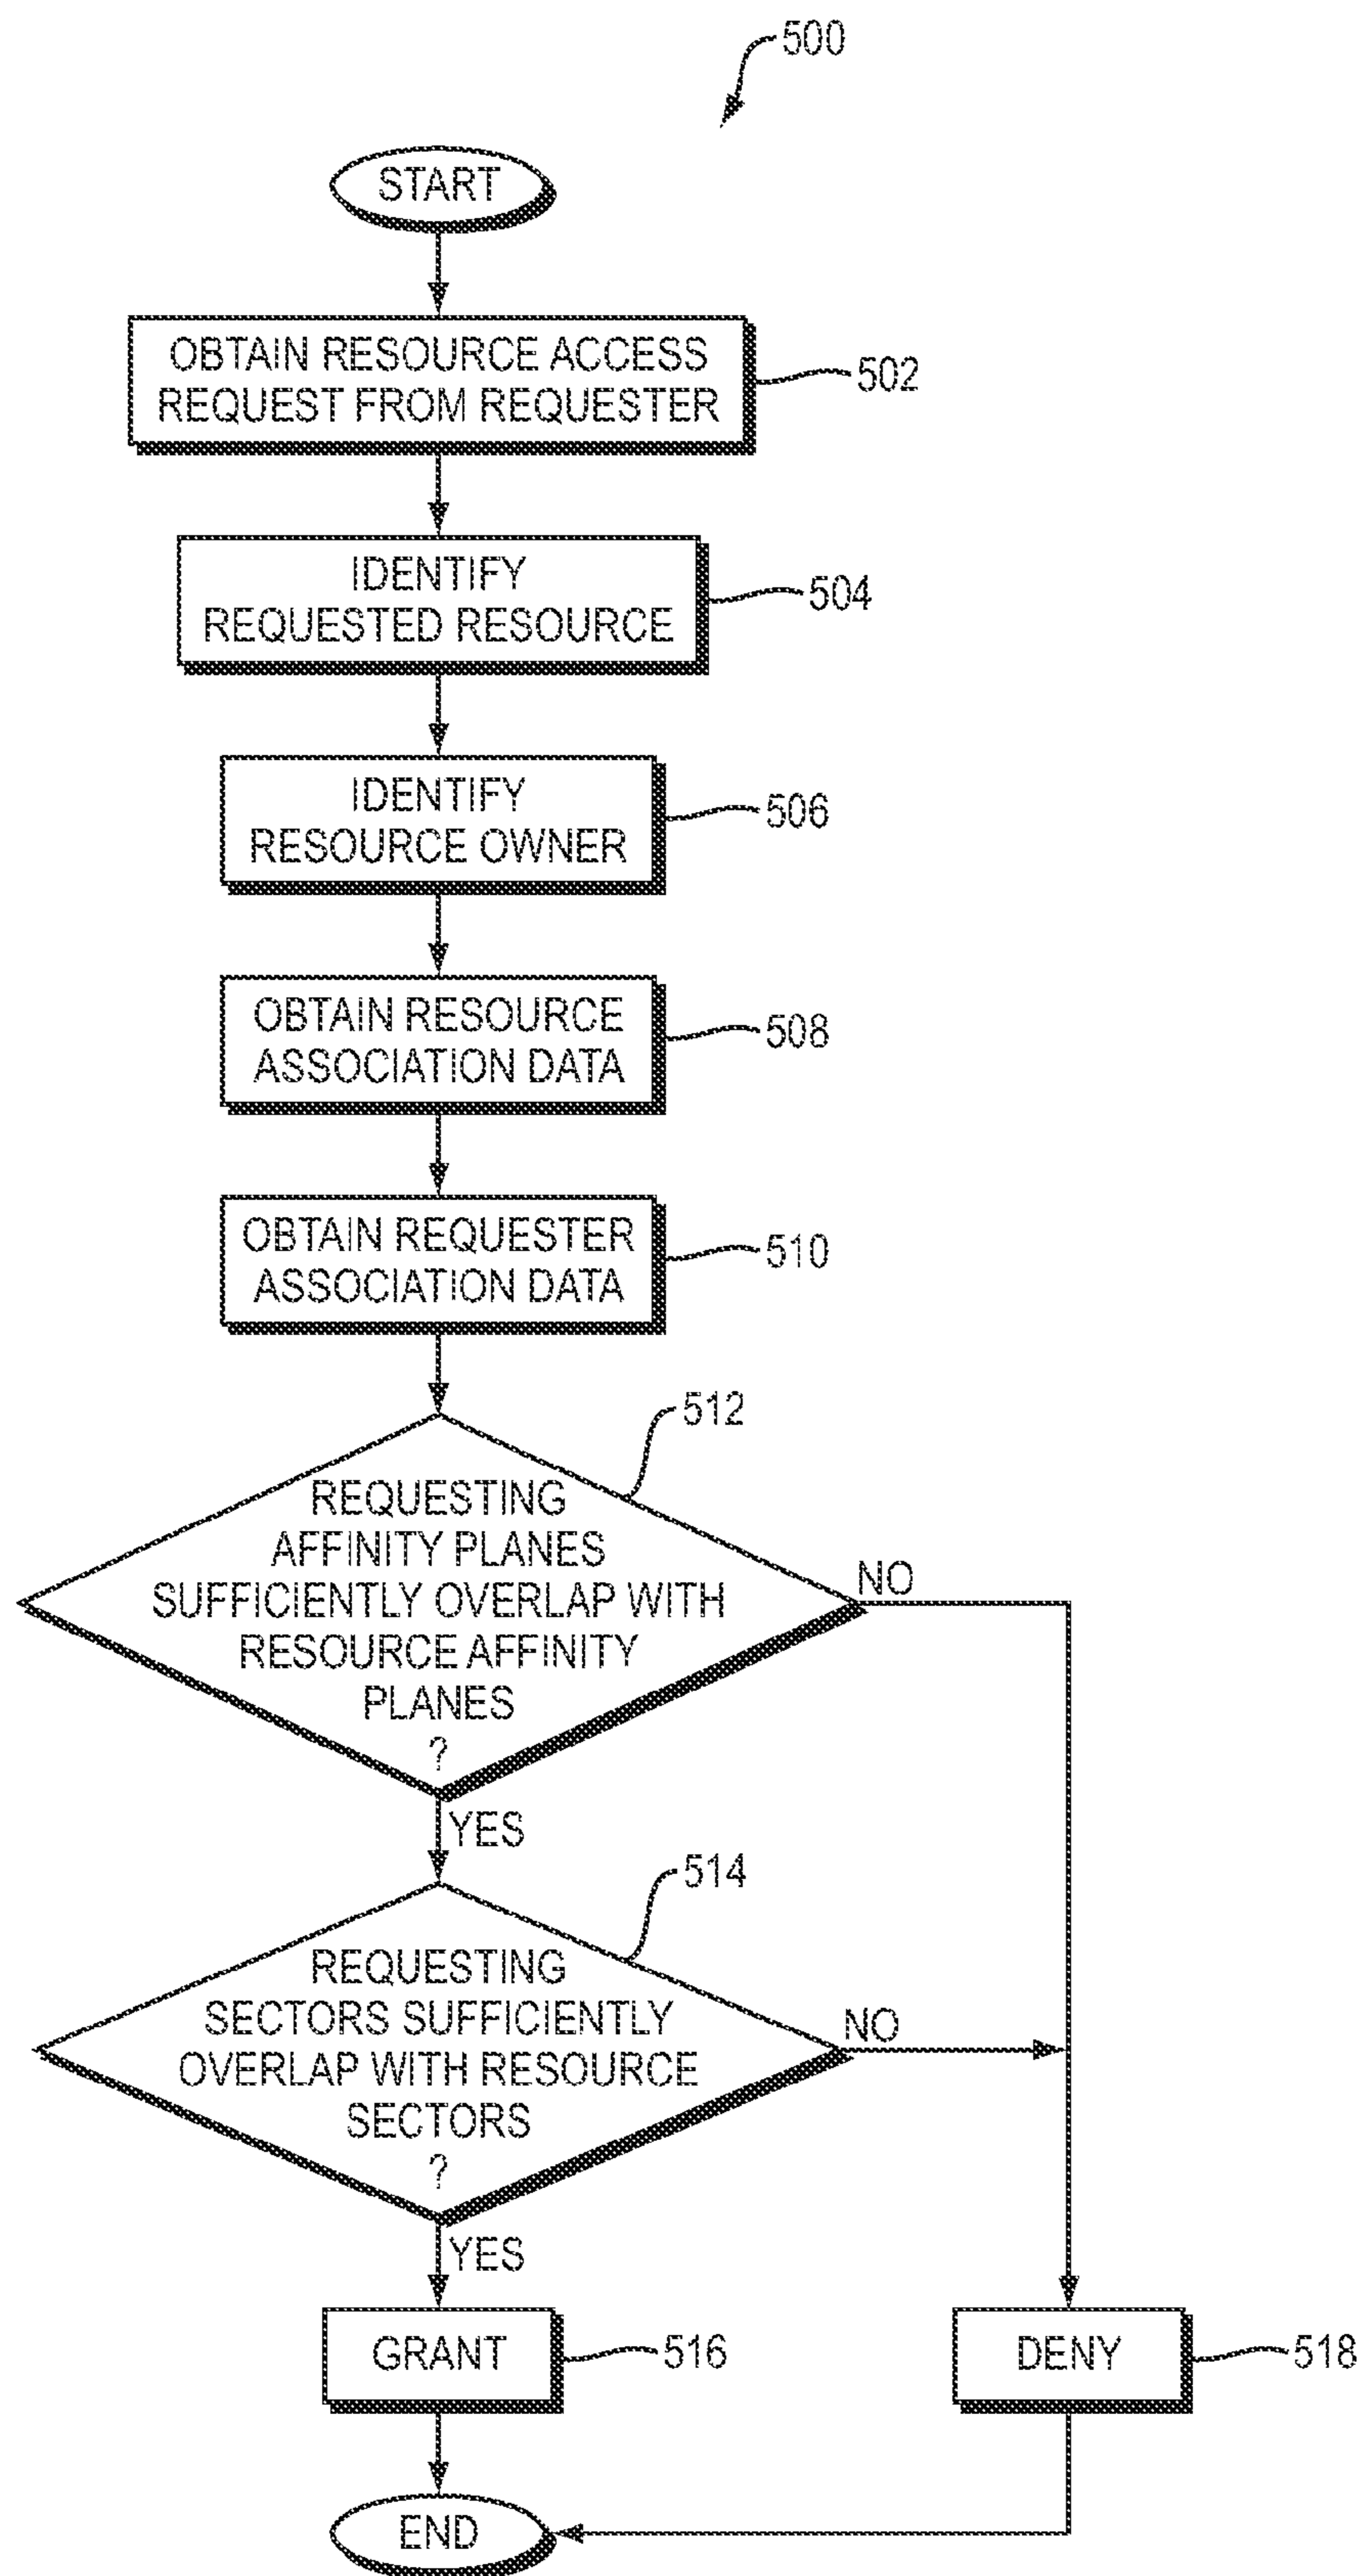 500
START
OBTAIN RESOURCE ACCESS
REQUEST FROM REQUESTER
502
IDENTIFY
REQUESTED RESOURCE
504
IDENTIFY
RESOURCE OWNER
506
OBTAIN RESOURCE
ASSOCIATION DATA
508
OBTAIN REQUESTER
ASSOCIATION DATA
510
512
REQUESTING
AFFINITY PLANES
SUFFICIENTLY OVERLAP WITH
RESOURCE AFFINITY
PLANES
?
NO
YES
514
REQUESTING
SECTORS SUFFICIENTLY
OVERLAP WITH RESOURCE
SECTORS
?
NO
YES
GRANT
516
DENY
518
END